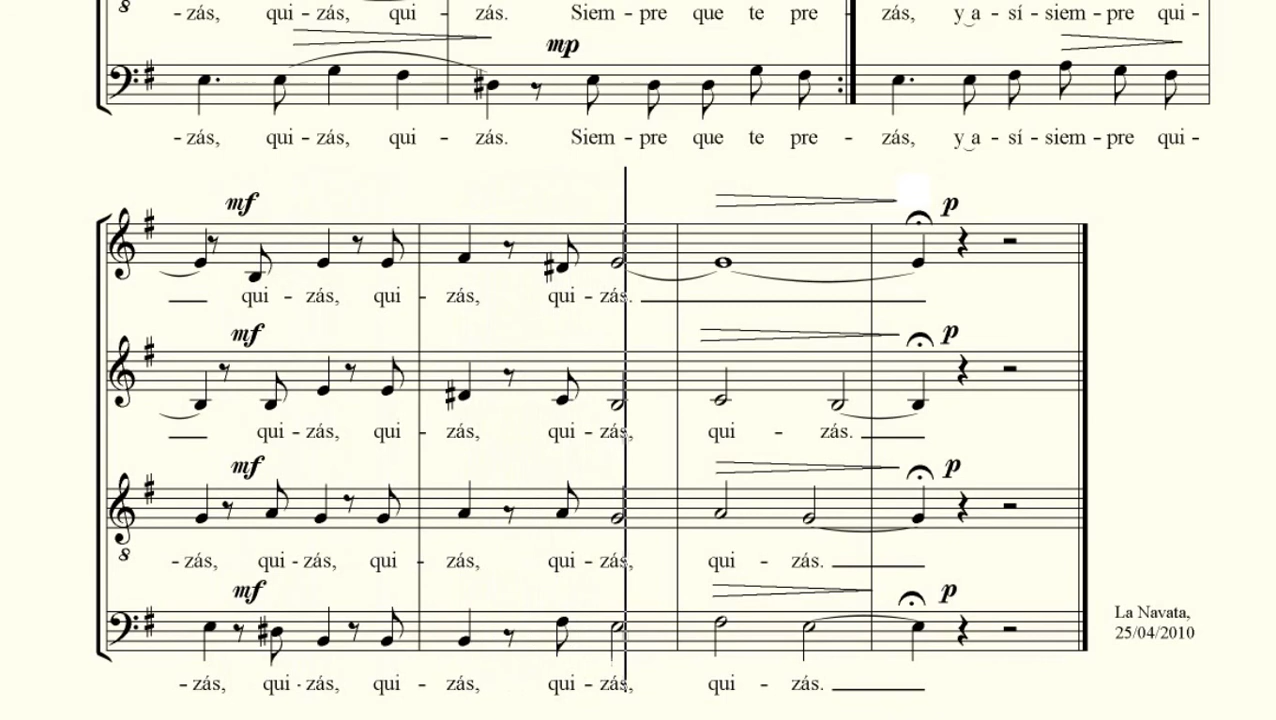 8 -zás, qui - zás, qui - zás. Siem - pre que te pre - zás, y a - sí - siem - pre qui -
mp
-zás, qui - zás, qui - zás. Siem - pre que te pre - zás, y a - sí - siem - pre qui -
mf p
qui - zás, qui - zás, qui - zás.
mf p
qui - zás, qui - zás, qui - zás, qui - zás.
mf p
8
-zás, qui - zás, qui - zás, qui - zás, qui - zás.
mf p
La Navata,
25/04/2010
-zás, qui - zás, qui - zás, qui - zás, qui - zás.